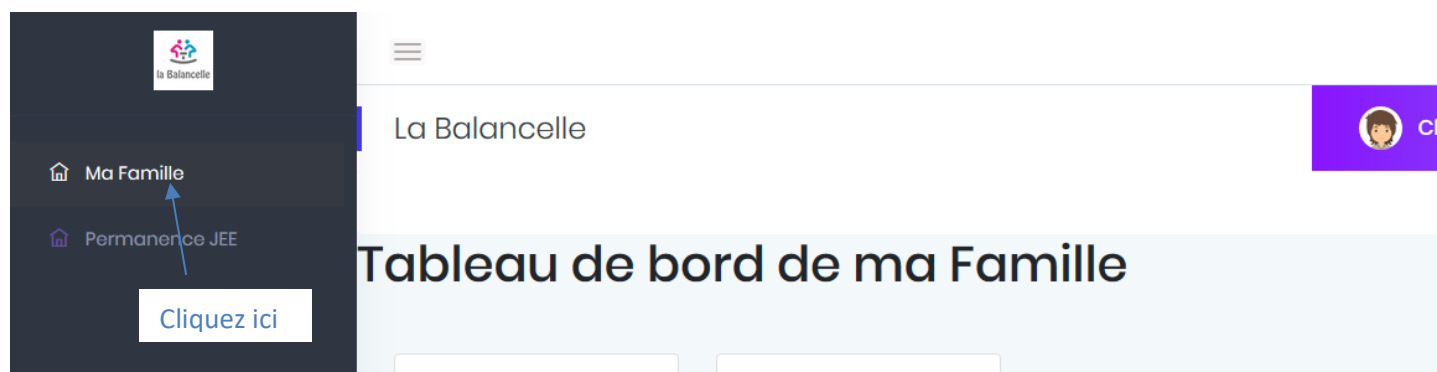 la Balancelle
La Balancelle
Ma Famille
Permanence JEE
Tableau de bord de ma Famille
Cliquez ici